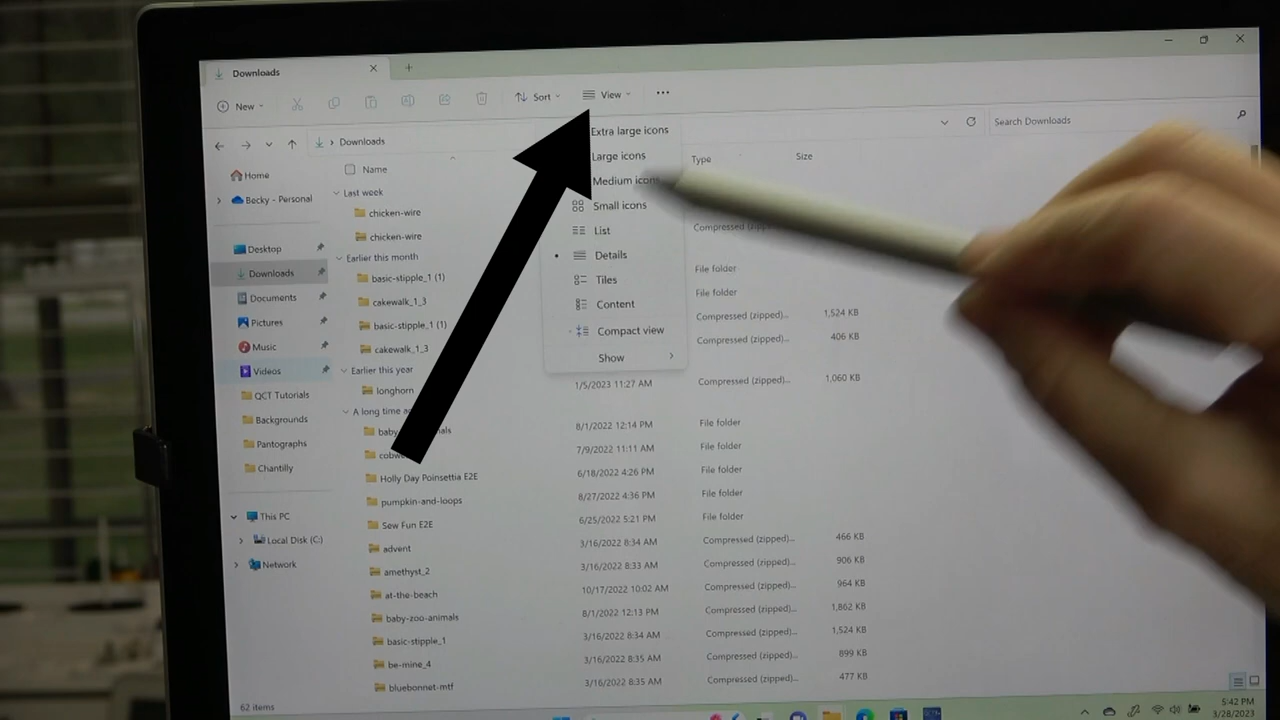 Downloads
New
Sort
View
Downloads
Search Downloads
Name
Type
Size
Extra large icons
Large icons
Medium icons
Small icons
List
Details
Tiles
Content
Compact view
Show
Home
Becky - Personal
Desktop
Downloads
Documents
Pictures
Music
Videos
QCT Tutorials
Backgrounds
Pantographs
Chantilly
This PC
Local Disk (C:)
Network
Last week
chicken-wire
chicken-wire Compressed
Earlier this month
basic-stipple_1 (1) File folder
cakewalk_1_3 File folder
basic-stipple_1 (1) Compressed (zipped)... 1,524 KB
cakewalk_1_3 Compressed (zipped)... 406 KB
Earlier this year
longhorn 1/5/2023 11:27 AM Compressed (zipped)... 1,060 KB
A long time
8/1/2022 12:14 PM File folder
7/9/2022 11:11 AM File folder
Holly Day Poinsettia E2E 6/18/2022 4:26 PM File folder
pumpkin-and-loops 8/27/2022 4:36 PM File folder
Sew Fun E2E 6/25/2022 5:21 PM File folder
advent 3/16/2022 8:34 AM Compressed (zipped)... 466 KB
amethyst_2 3/16/2022 8:33 AM Compressed (zipped)... 906 KB
at-the-beach 10/17/2022 10:02 AM Compressed (zipped)... 964 KB
baby-zoo-animals 8/1/2022 12:13 PM Compressed (zipped)... 1,862 KB
basic-stipple_1 3/16/2022 8:34 AM Compressed (zipped)... 1,524 KB
be-mine_4 3/16/2022 8:35 AM Compressed (zipped)... 899 KB
bluebonnet-mtf 3/16/2022 8:35 AM Compressed (zipped)... 477 KB
62 items
5:42 PM
3/28/2023